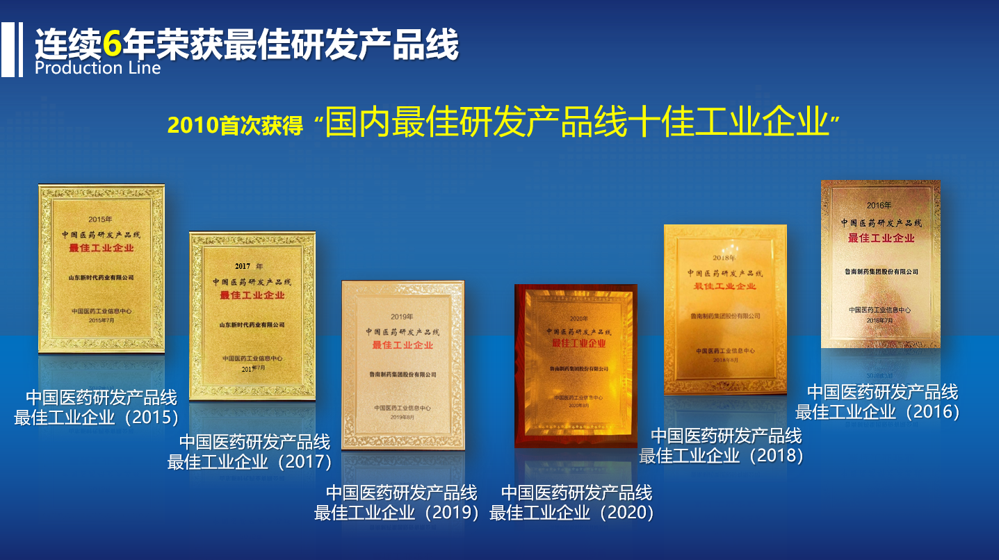 连续6年荣获最佳研发产品线
Production Line
2010首次获得“国内最佳研发产品线十佳工业企业”
2015年
中国医药研发产品线
最佳工业企业
山东新时代药业有限公司
中国医药工业信息中心
2015年7月
中国医药研发产品线
最佳工业企业（2015）
2017 年
中国医药研发产品线
最佳工业企业
山东新时代药业有限公司
中国医药工业信息中心
2017年7月
中国医药研发产品线
最佳工业企业（2017）
2019年
中国医药研发产品线
最佳工业企业
鲁南制药集团股份有限公司
中国医药工业信息中心
2019年8月
中国医药研发产品线
最佳工业企业（2019）
2020年
中国医药研发产品线
最佳工业企业
鲁南制药集团股份有限公司
中国医药工业信息中心
中国医药研发产品线
最佳工业企业（2020）
2018年
中国医药研发产品线
最佳工业企业
鲁南制药集团股份有限公司
中国医药工业信息中心
2018年8月
中国医药研发产品线
最佳工业企业（2018）
2016年
中国医药研发产品线
最佳工业企业
鲁南制药集团股份有限公司
中国医药工业信息中心
2016年7月
中国医药研发产品线
最佳工业企业（2016）